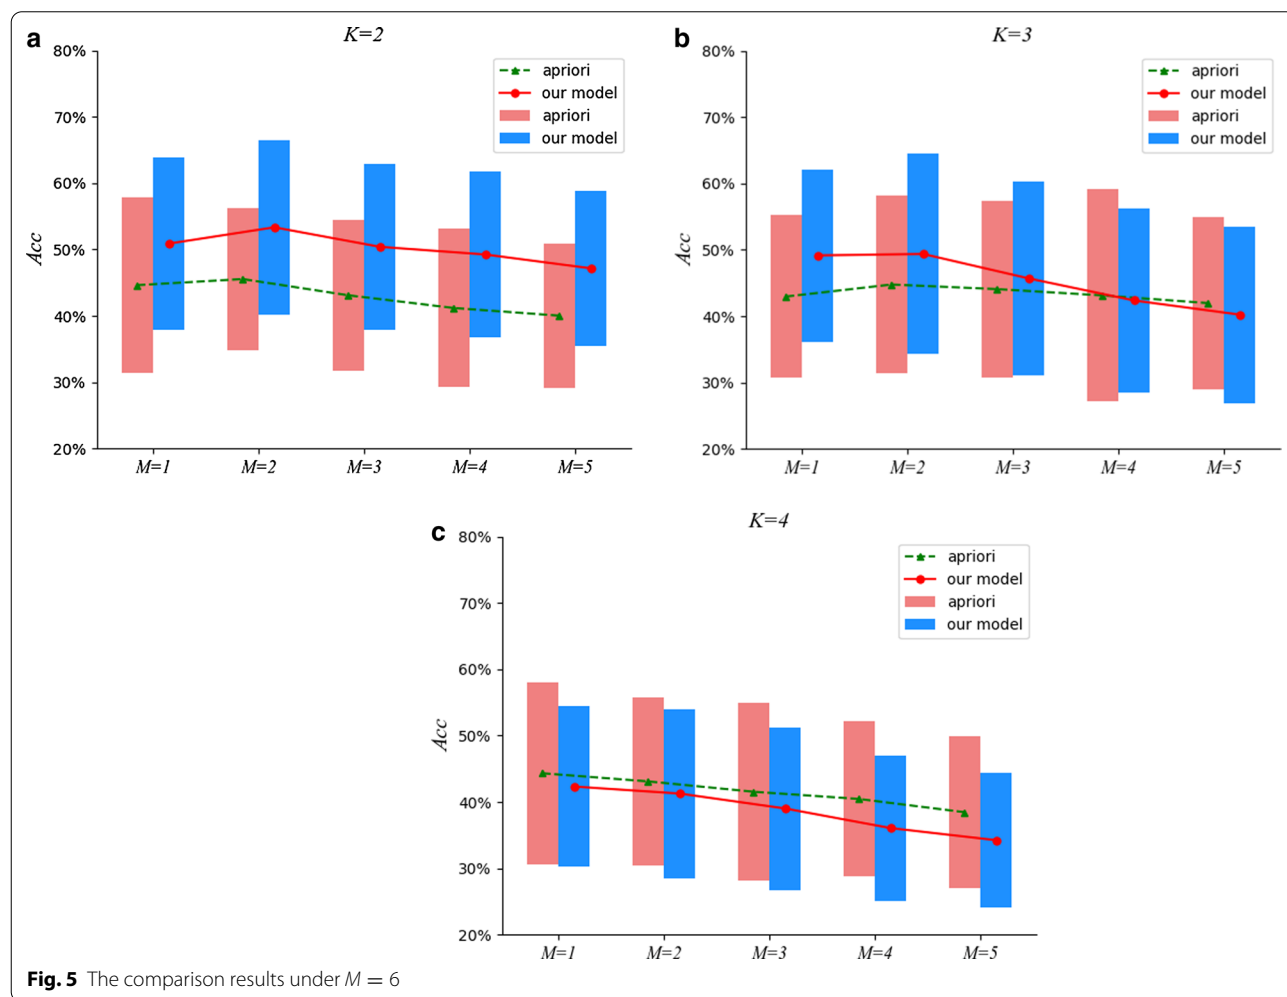 a
K=2
80%
70%
60%
50%
40%
30%
20%
Acc
apriori
our model
apriori
our model
M=1 M=2 M=3 M=4 M=5
b
K=3
80%
70%
60%
50%
40%
30%
20%
Acc
apriori
our model
apriori
our model
M=1 M=2 M=3 M=4 M=5
c
K=4
80%
70%
60%
50%
40%
30%
20%
Acc
apriori
our model
apriori
our model
M=1 M=2 M=3 M=4 M=5
Fig. 5 The comparison results under M = 6